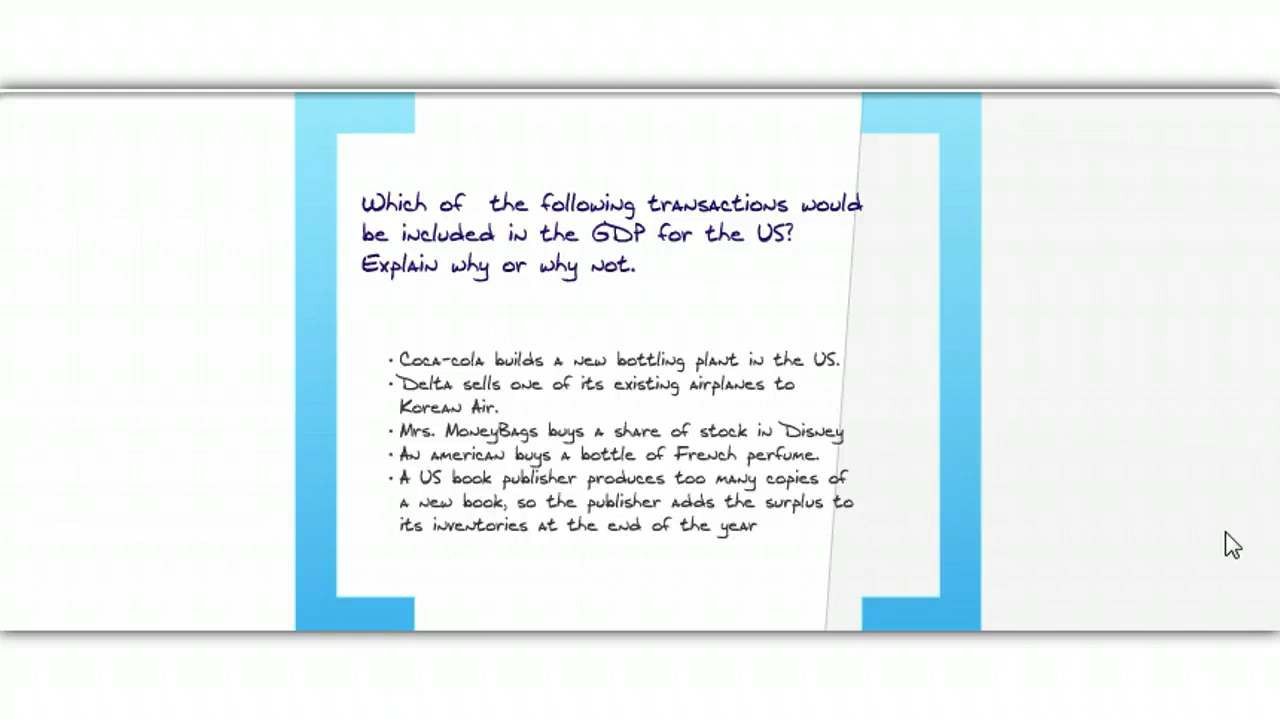 Which of the following transactions would
be included in the GDP for the US?
Explain why or why not.
• Coca-cola builds a new bottling plant in the US.
• Delta sells one of its existing airplanes to
Korean Air.
• Mrs. MoneyBags buys a share of stock in Disney
• An american buys a bottle of French perfume.
• A US book publisher produces too many copies of
a new book, so the publisher adds the surplus to
its inventories at the end of the year